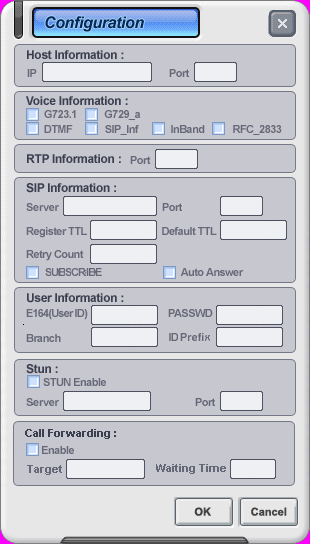 Configuration
Host Information :
IP Port
Voice Information :
G723.1 G729_a
DTMF SIP_Inf InBand RFC_2833
RTP Information : Port
SIP Information :
Server Port
Register TTL Default TTL
Retry Count
SUBSCRIBE Auto Answer
User Information :
E164(User ID) PASSWD
Branch ID Prefix
Stun :
STUN Enable
Server Port
Call Forwarding :
Enable
Target Waiting Time
OK Cancel